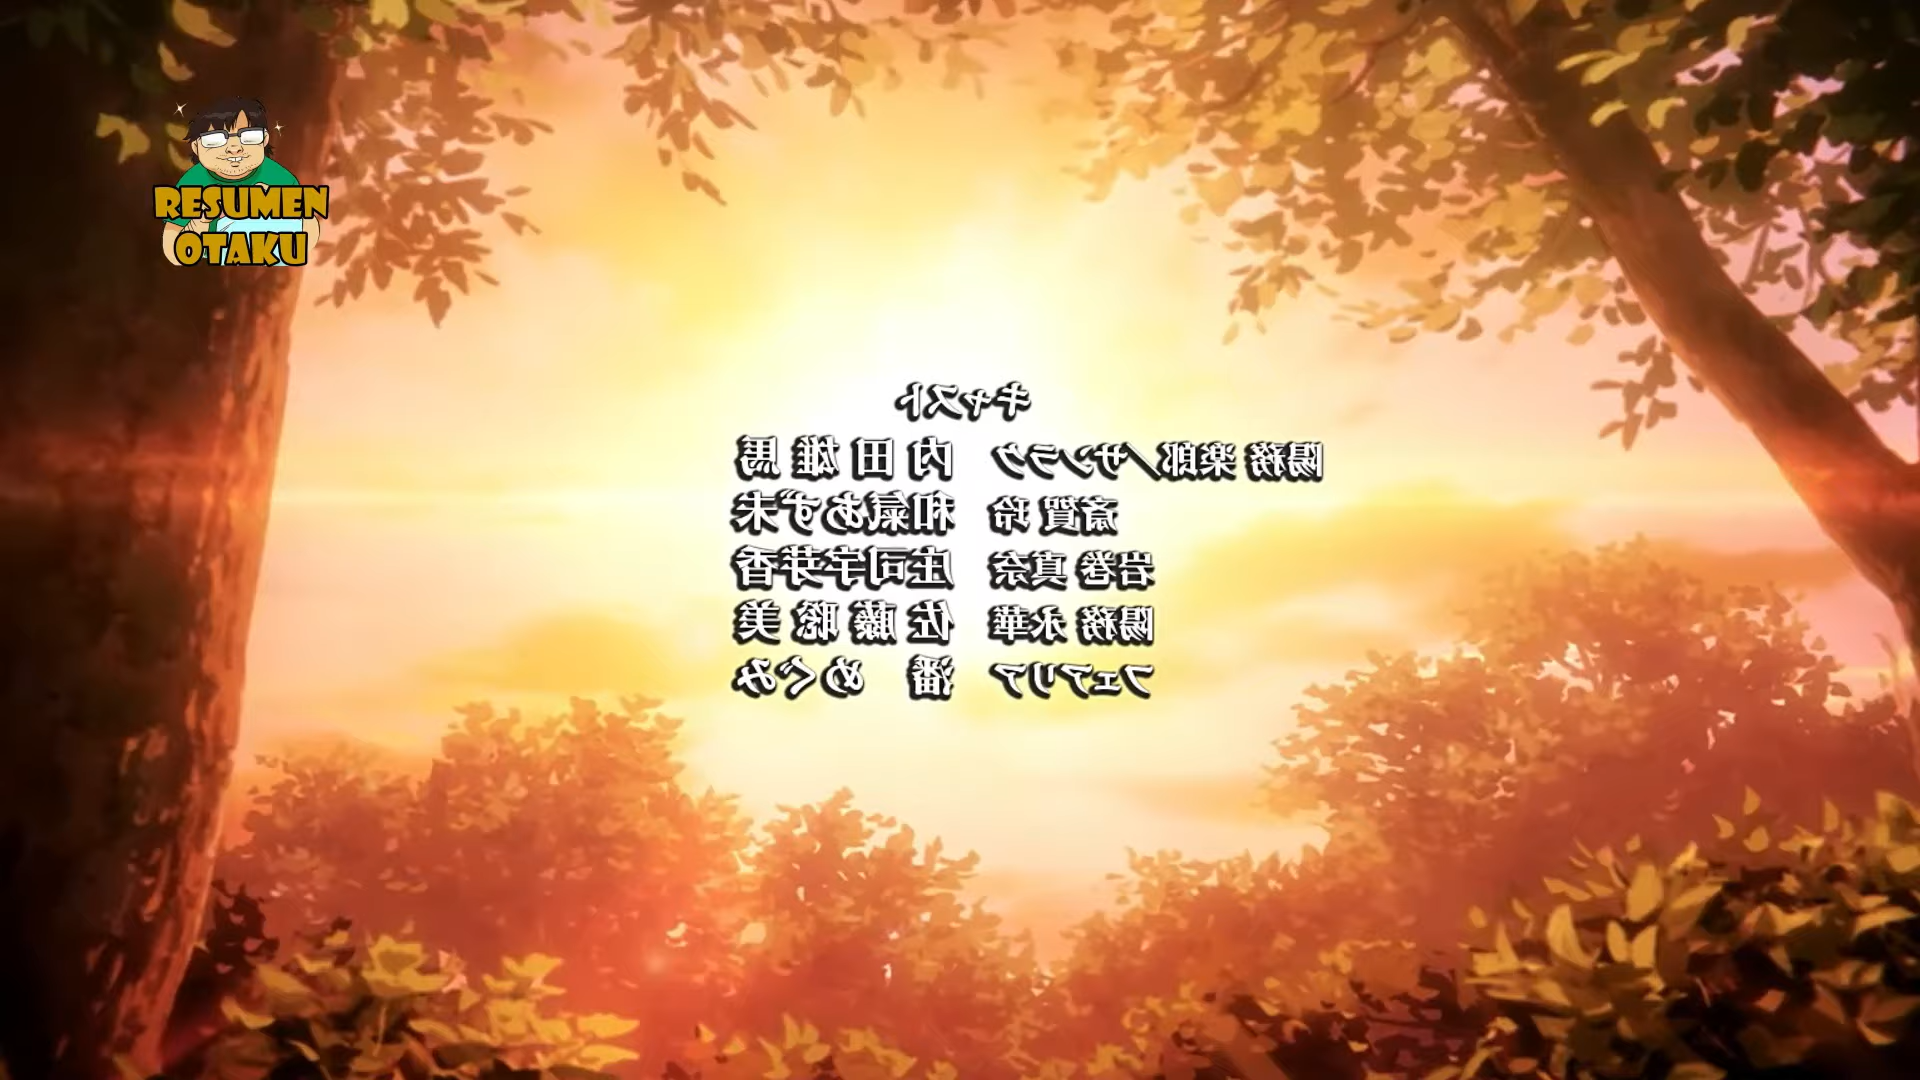 RESUMEN
OTAKU
キャスト
陽務 楽郎／サンラク 内田雄馬
斎賀 玲 和氣あず未
岩巻 真奈 庄司宇芽香
陽務 永華 佐藤聡美
フェアリア 潘 めぐみ